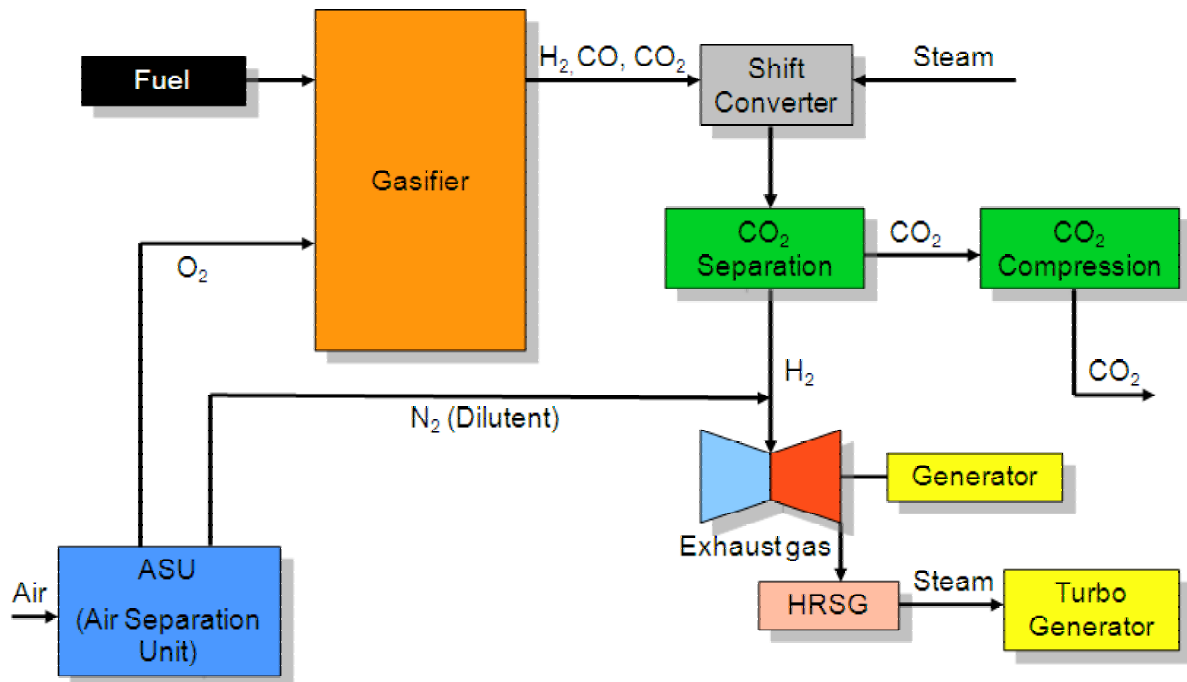 Fuel
H₂, CO, CO₂
Shift
Converter
Steam
Gasifier
O₂
CO₂
Separation
CO₂
CO₂
Compression
H₂
CO₂
N₂ (Dilutent)
Generator
Exhaust gas
Air
ASU
(Air Separation
Unit)
HRSG
Steam
Turbo
Generator